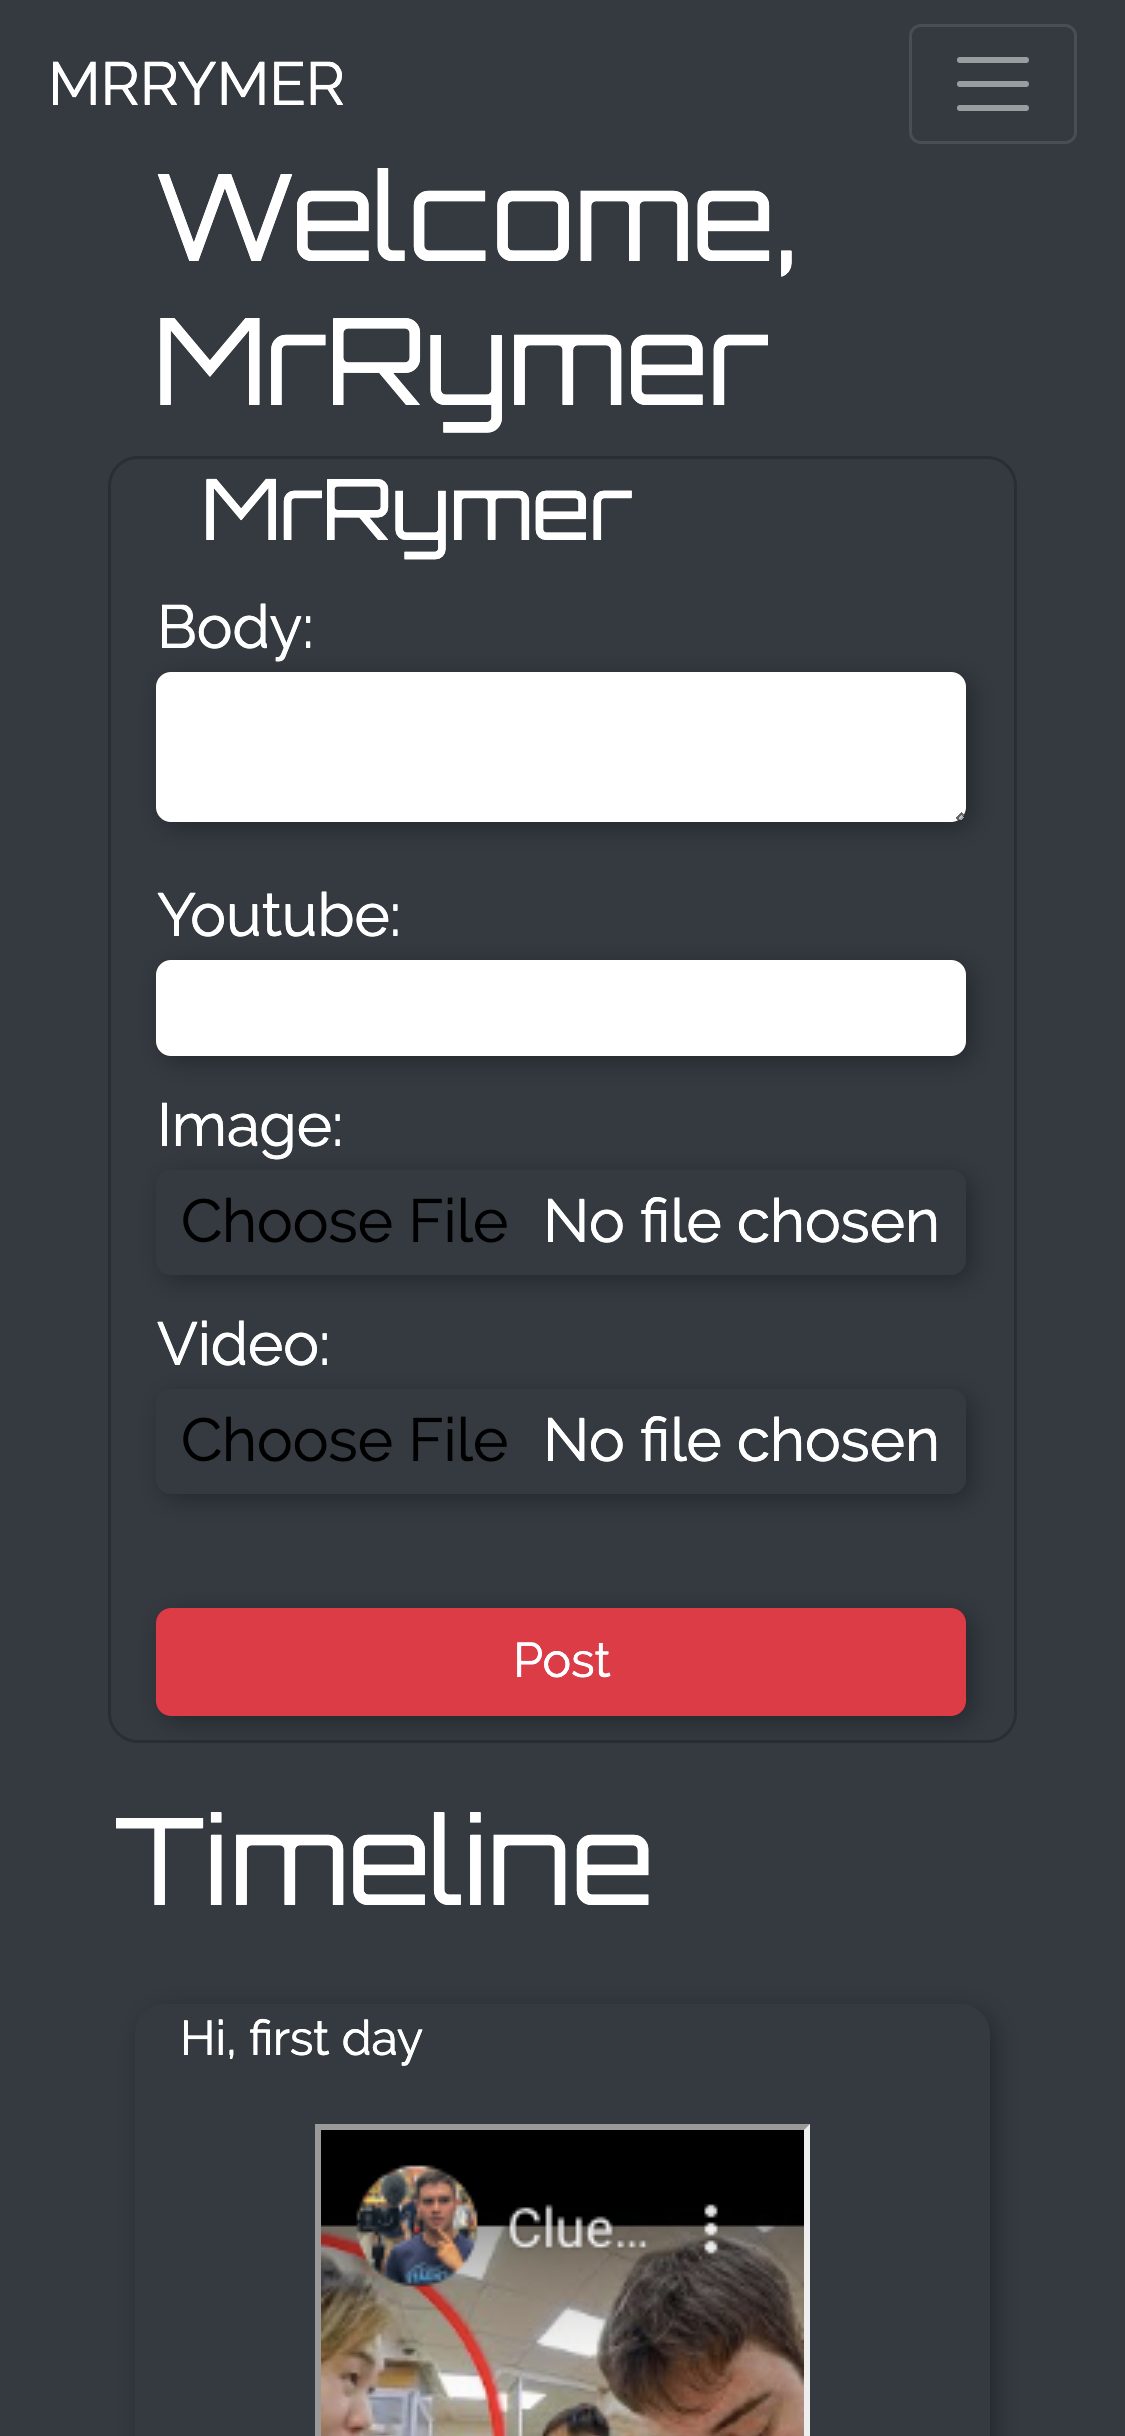 MRRYMER
Welcome,
MrRymer
MrRymer
Body:
Youtube:
Image:
Choose File No file chosen
Video:
Choose File No file chosen
Post
Timeline
Hi, first day
Clue...